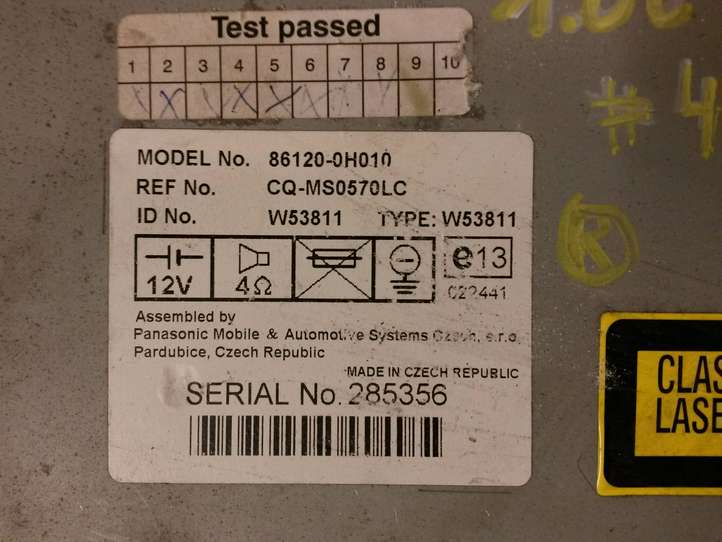 Test passed
1 2 3 4 5 6 7 8 9 10
MODEL No. 86120-0H010
REF No. CQ-MS0570LC
ID No. W53811 TYPE: W53811
12V 4Ω e13
022441
Assembled by
Panasonic Mobile & Automotive Systems Czech, s.r.o.
Pardubice, Czech Republic
MADE IN CZECH REPUBLIC
SERIAL No. 285356
#4
R
CLAS
LASE